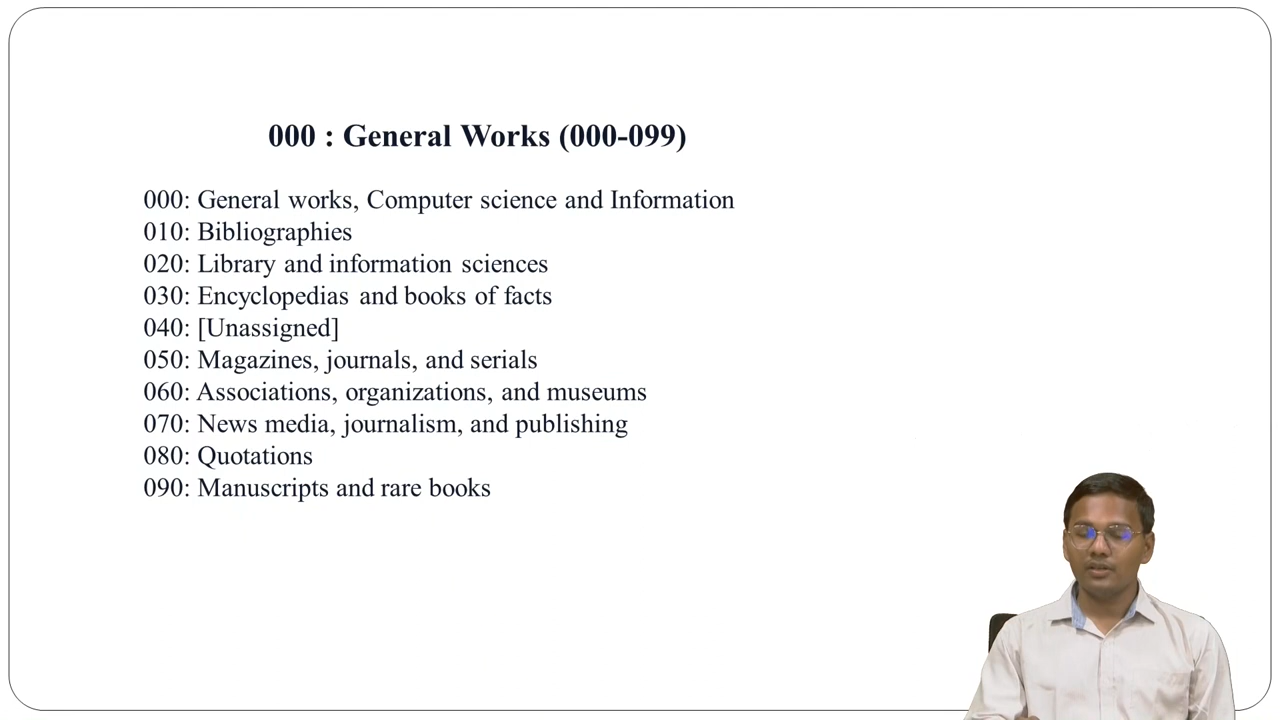 000 : General Works (000-099)
000: General works, Computer science and Information
010: Bibliographies
020: Library and information sciences
030: Encyclopedias and books of facts
040: [Unassigned]
050: Magazines, journals, and serials
060: Associations, organizations, and museums
070: News media, journalism, and publishing
080: Quotations
090: Manuscripts and rare books